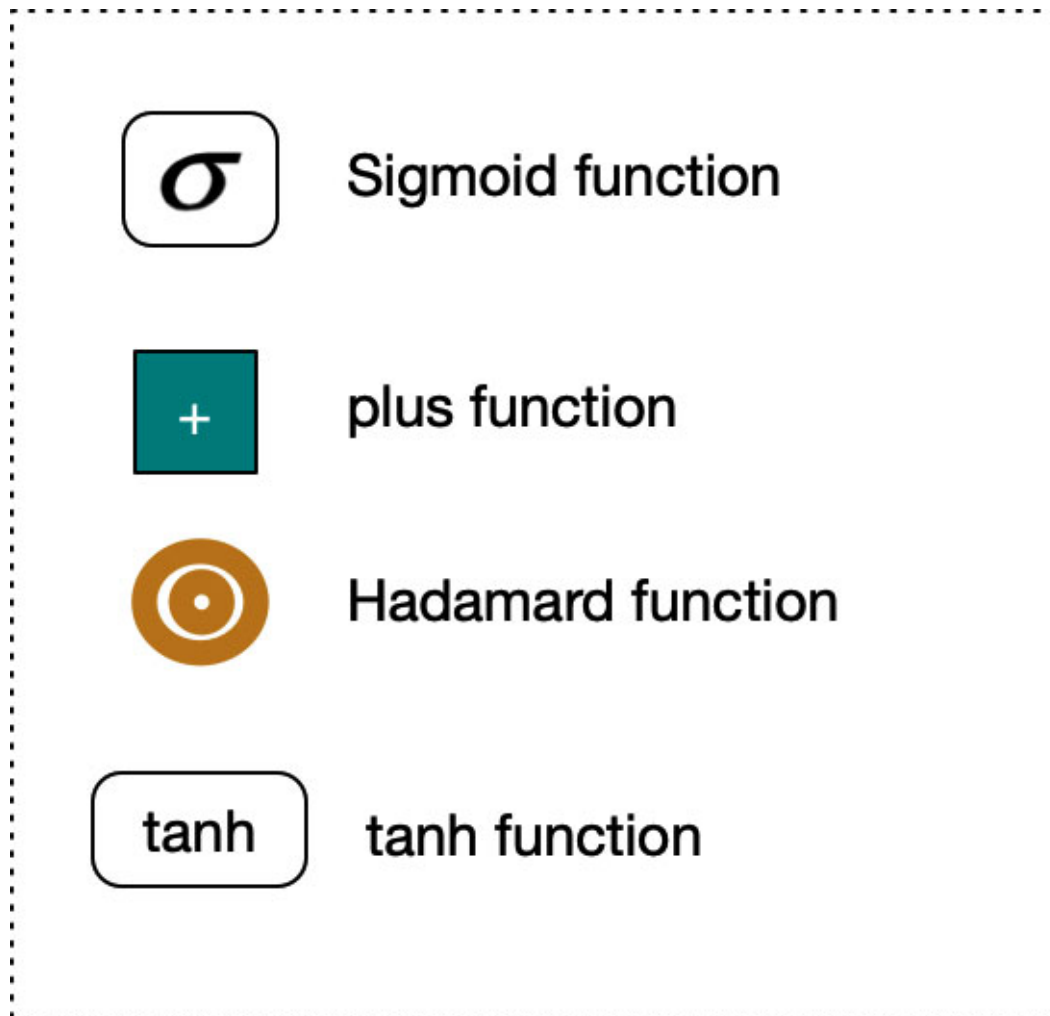 σ Sigmoid function
+ plus function
⊙ Hadamard function
tanh tanh function